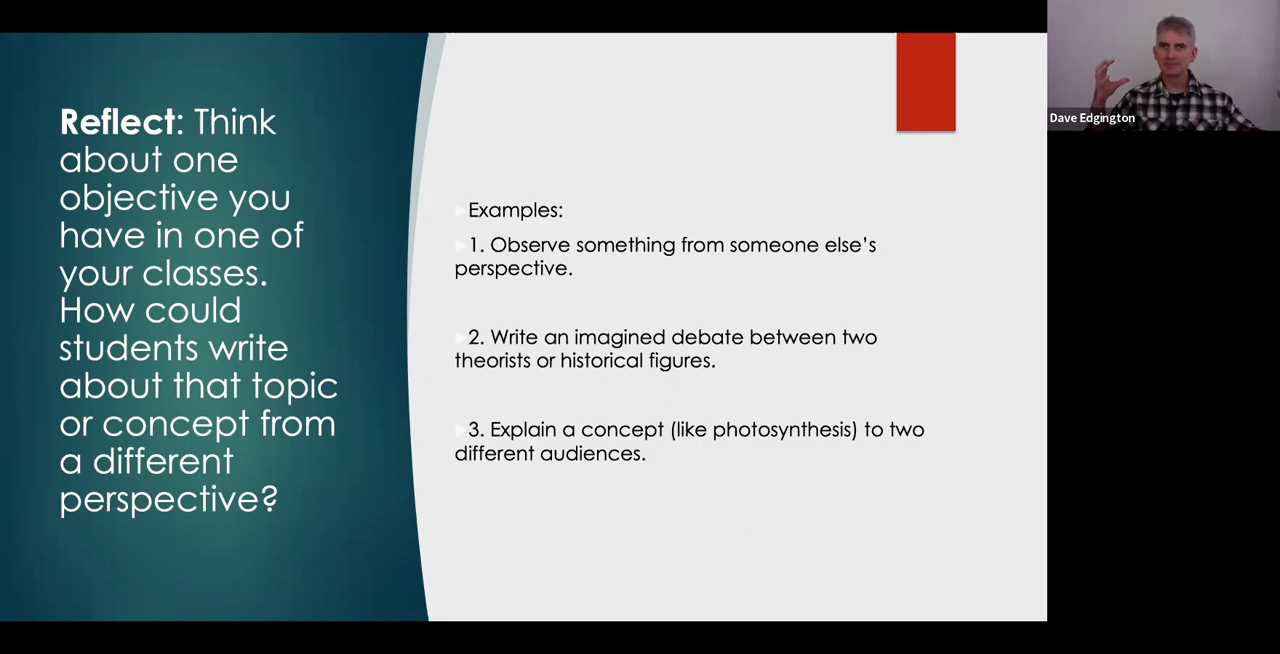 Reflect: Think
about one
objective you
have in one of
your classes.
How could
students write
about that topic
or concept from
a different
perspective?
Examples:
1. Observe something from someone else’s
perspective.
2. Write an imagined debate between two
theorists or historical figures.
3. Explain a concept (like photosynthesis) to two
different audiences.
Dave Edgington